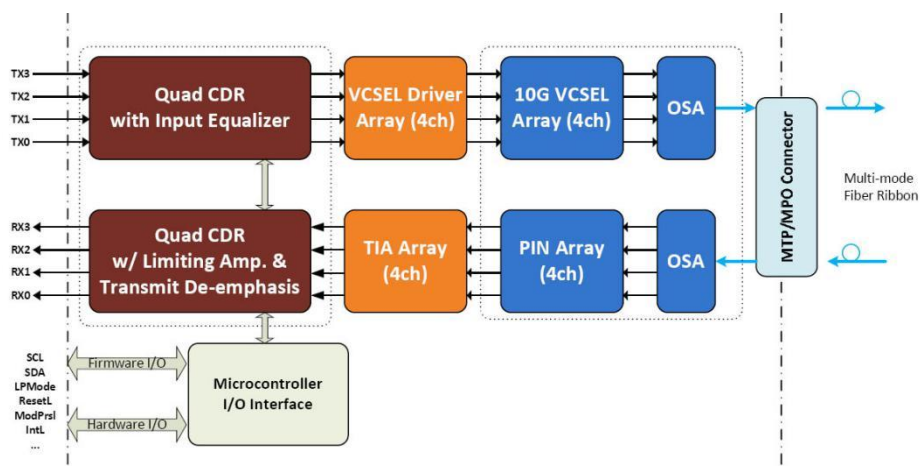 TX3
TX2
TX1
TX0
Quad CDR
with Input Equalizer
VCSEL Driver
Array (4ch)
10G VCSEL
Array (4ch)
OSA
MTP/MPO Connector
Multi-mode
Fiber Ribbon
RX3
RX2
RX1
RX0
Quad CDR
w/ Limiting Amp. &
Transmit De-emphasis
TIA Array
(4ch)
PIN Array
(4ch)
OSA
SCL
SDA
LPMode
ResetL
ModPrsl
IntL
...
Firmware I/O
Hardware I/O
Microcontroller
I/O Interface